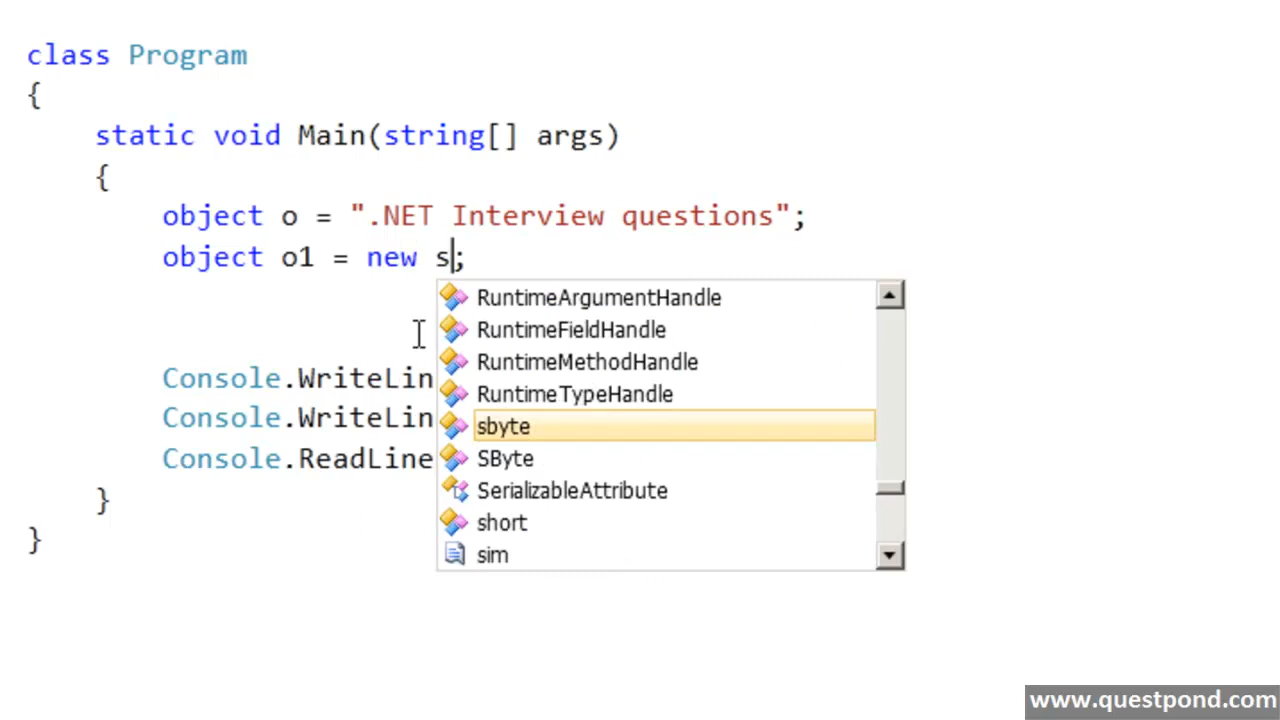 class Program
{
static void Main(string[] args)
{
object o = ".NET Interview questions";
object o1 = new s;
RuntimeArgumentHandle
RuntimeFieldHandle
RuntimeMethodHandle
Console.WriteLin
RuntimeTypeHandle
Console.WriteLin
sbyte
Console.ReadLine
SByte
SerializableAttribute
}
short
}
sim
www.questpond.com